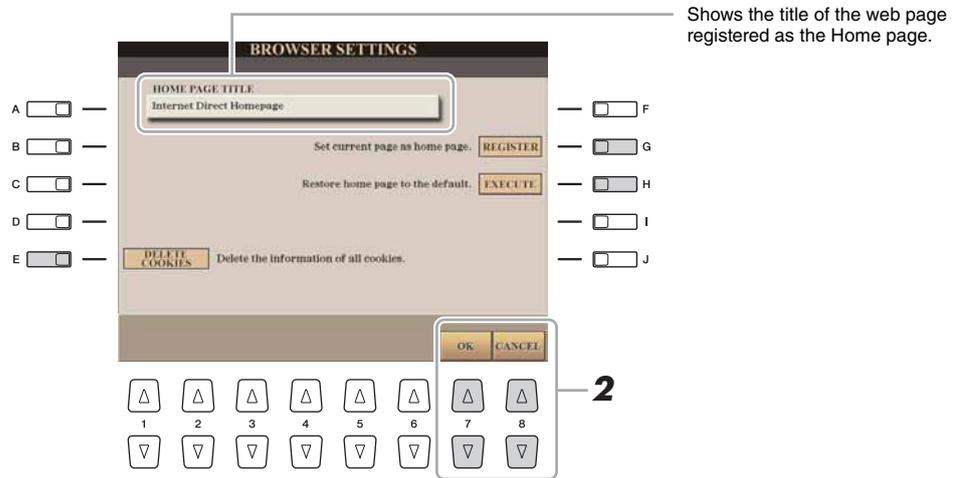 Shows the title of the web page
registered as the Home page.
BROWSER SETTINGS
HOME PAGE TITLE
Internet Direct Homepage
A
F
B
Set current page as home page. REGISTER
G
C
Restore home page to the default. EXECUTE
H
D
I
E
DELETE
COOKIES
Delete the information of all cookies.
J
OK CANCEL
2
1 2 3 4 5 6 7 8